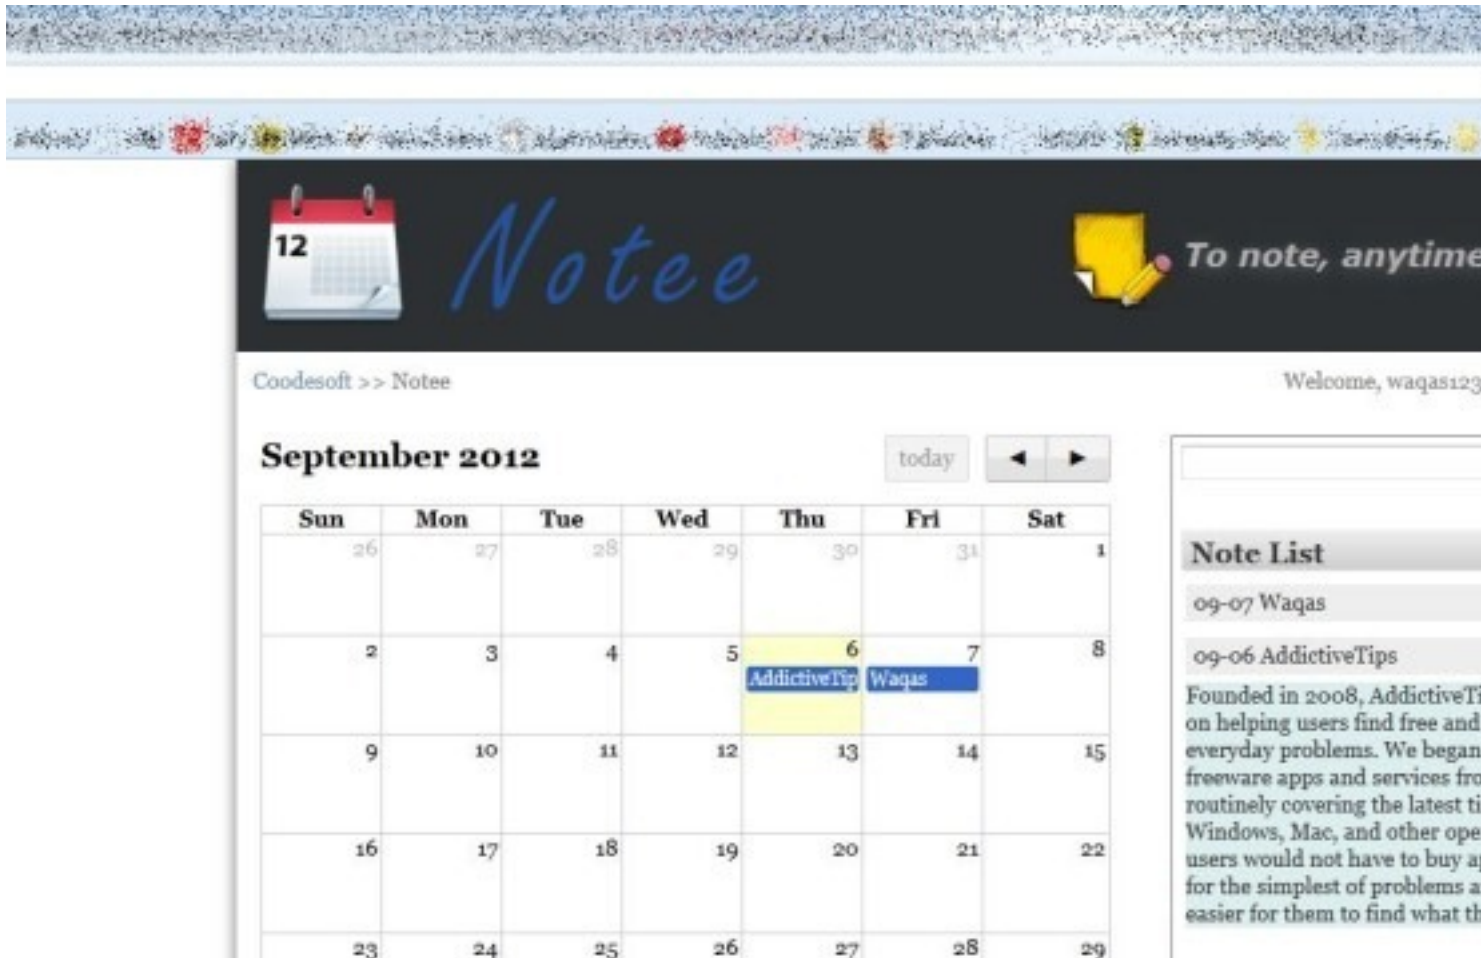 12
Notee
To note, anytime
Coodesoft >> Notee
Welcome, waqas123
September 2012
today
Sun Mon Tue Wed Thu Fri Sat
26 27 28 29 30 31 1
2 3 4 5 6 7 8
AddictiveTip Waqas
9 10 11 12 13 14 15
16 17 18 19 20 21 22
23 24 25 26 27 28 29
Note List
09-07 Waqas
09-06 AddictiveTips
Founded in 2008, AddictiveTi
on helping users find free and
everyday problems. We began
freeware apps and services fro
routinely covering the latest ti
Windows, Mac, and other ope
users would not have to buy a
for the simplest of problems a
easier for them to find what th